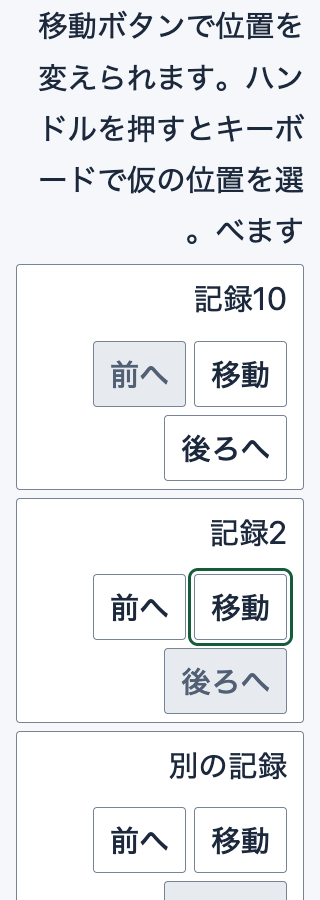 移動ボタンで位置を
変えられます。ハン
ドルを押すとキーボ
ードで仮の位置を選
べます。
記録10
移動
前へ
後ろへ
記録2
移動
前へ
後ろへ
別の記録
移動
前へ